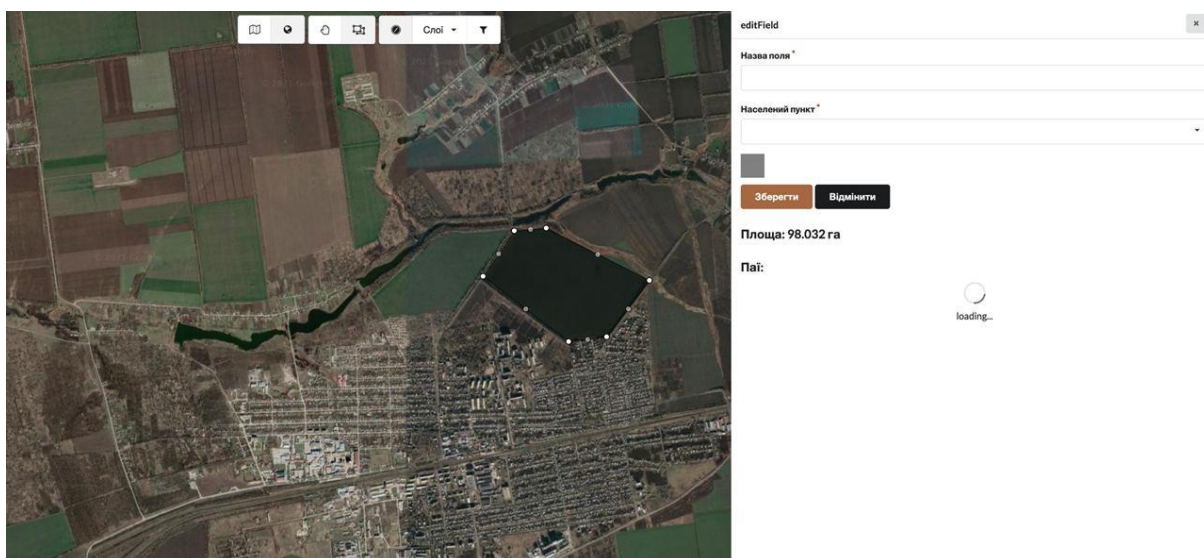 Слої
editField
×
Назва поля *
Населений пункт *
Зберегти
Відмінити
Площа: 98.032 га
Паї:
loading...